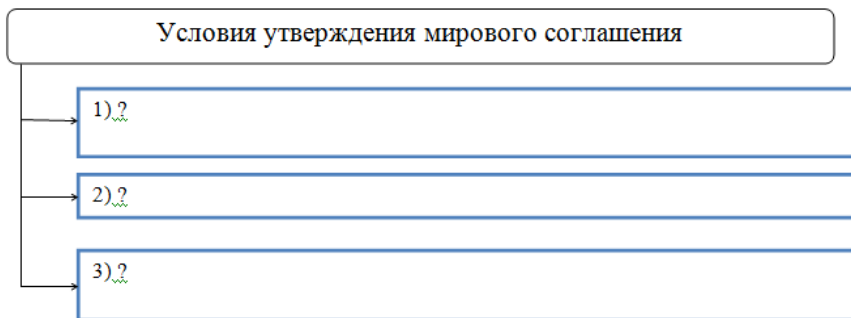 Условия утверждения мирового соглашения
1) ?
2) ?
3) ?